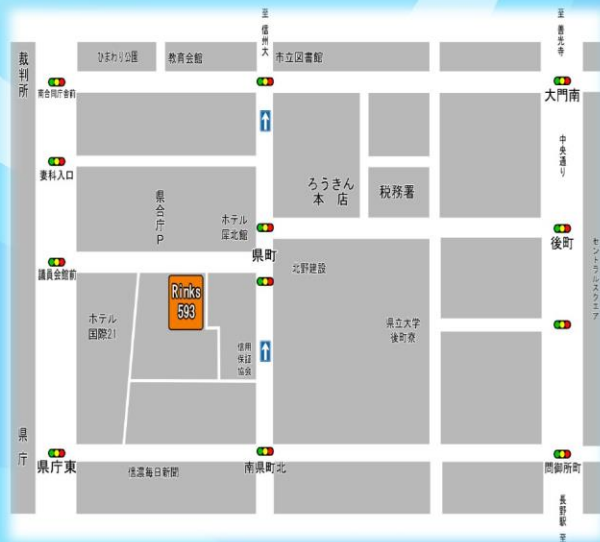 至 信州大
至 善光寺
裁判所
ひまわり公園
教育会館
市立図書館
南合同庁舎前
大門南
中央通り
妻科入口
県合庁P
ろうきん
本 店
税務署
ホテル
犀北館
県町
後町
セントラルスクエア
議員会館前
北野建設
Rinks
593
ホテル
国際21
県立大学
後町寮
信用
保証
協会
県庁
県庁東
信濃毎日新聞
南県町北
問御所町
長野駅 至